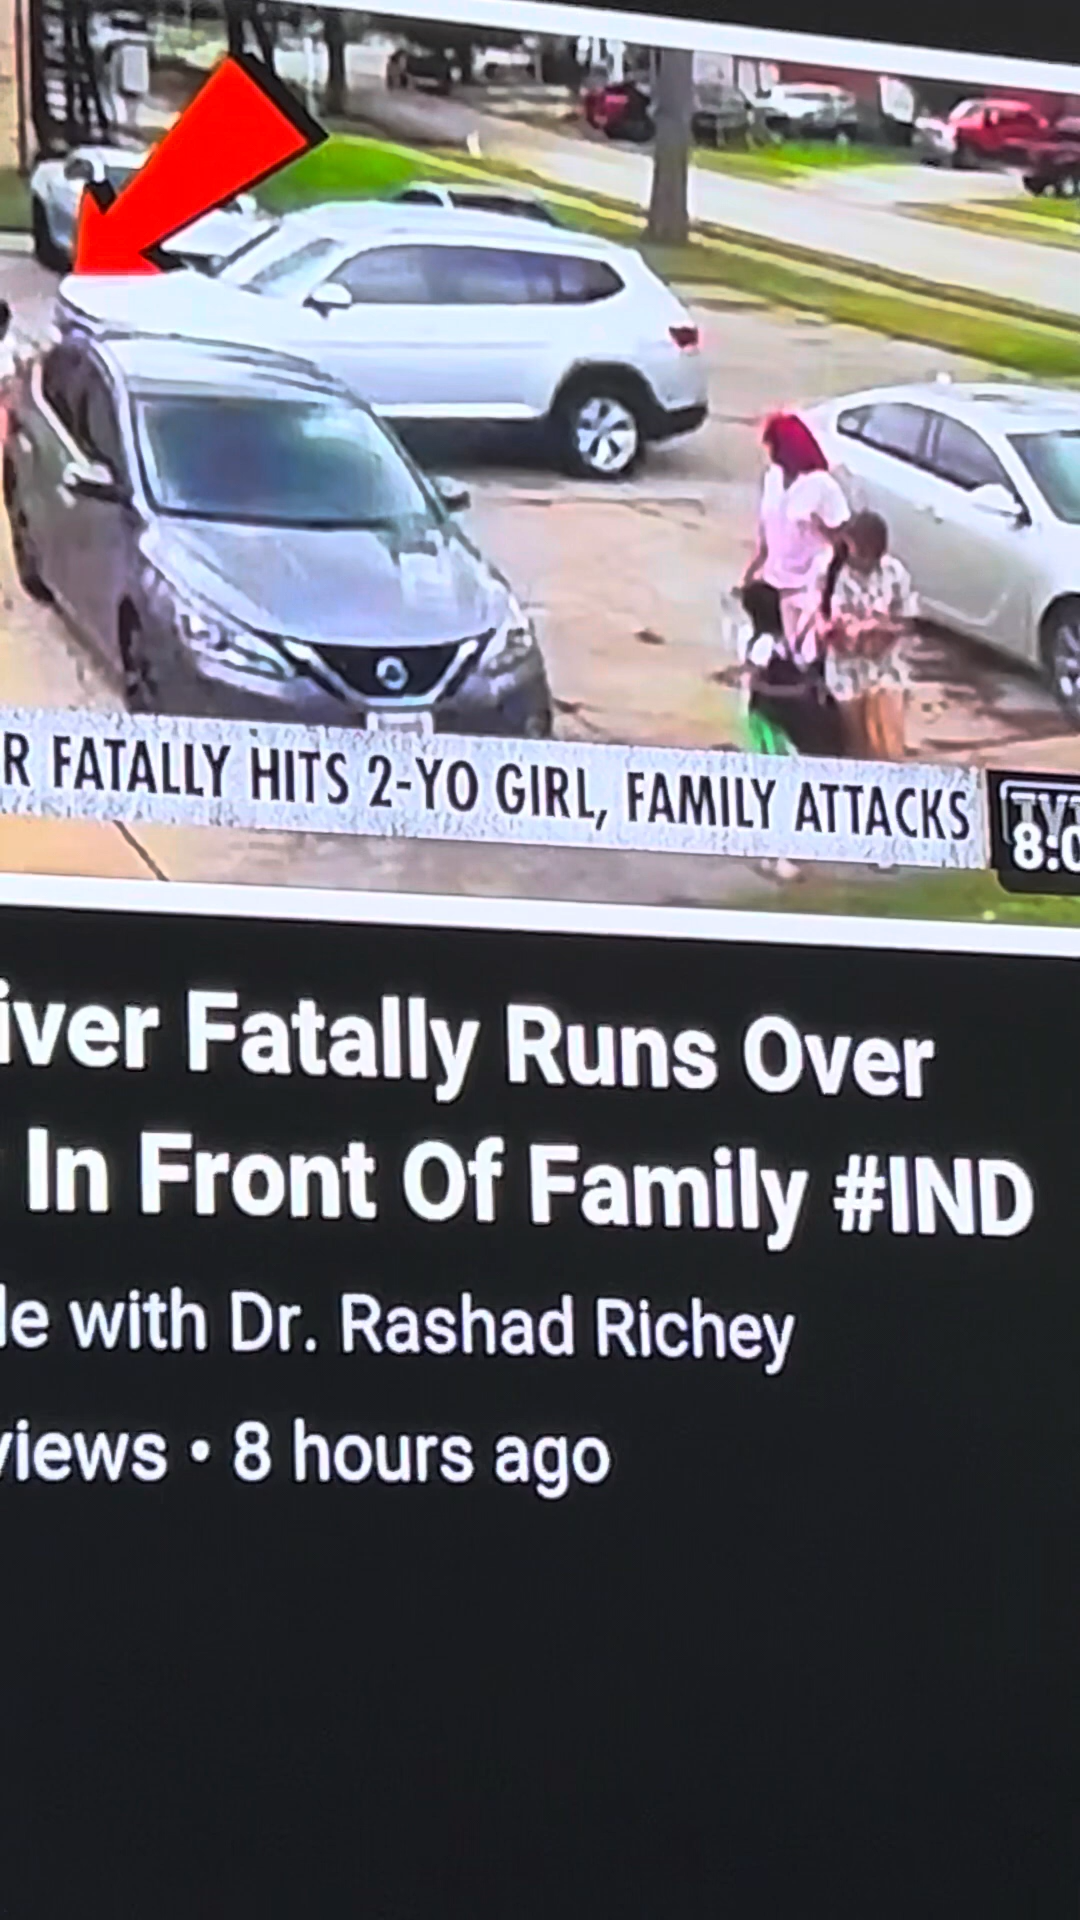 R FATALLY HITS 2-YO GIRL, FAMILY ATTACKS
8:0
iver Fatally Runs Over
In Front Of Family #IND
le with Dr. Rashad Richey
views • 8 hours ago